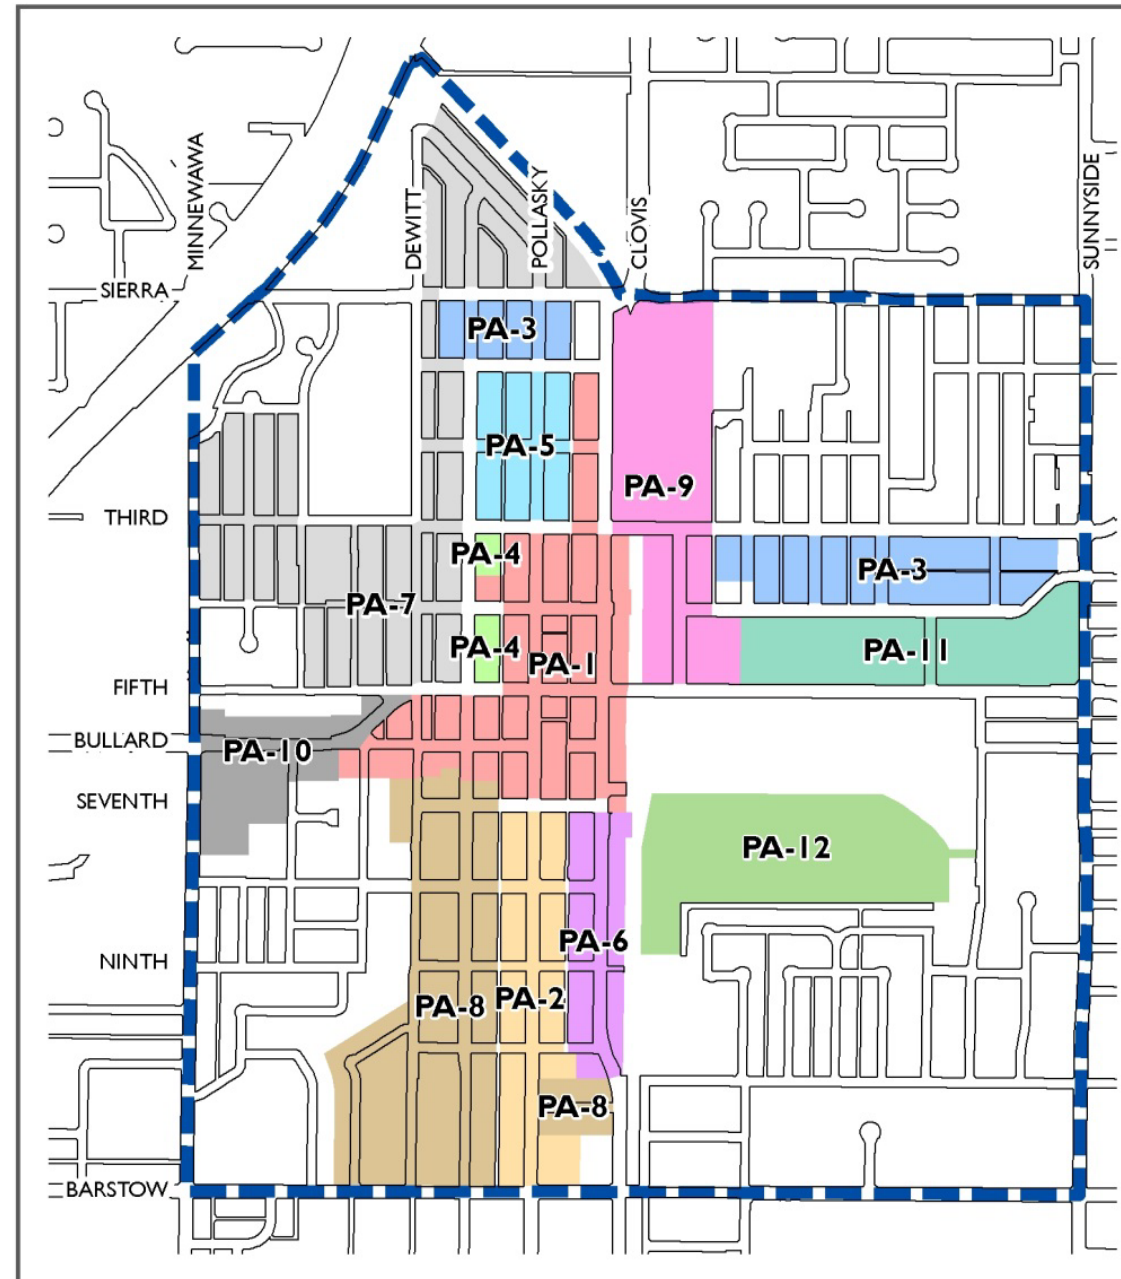 MINNEWAWA
DEWITT
POLLASKY
CLOVIS
SUNNYSIDE
SIERRA
PA-3
PA-5
PA-9
THIRD
PA-4
PA-3
PA-7
PA-4
PA-1
PA-11
FIFTH
BULLARD
PA-10
SEVENTH
PA-12
PA-6
NINTH
PA-8
PA-2
PA-8
BARSTOW